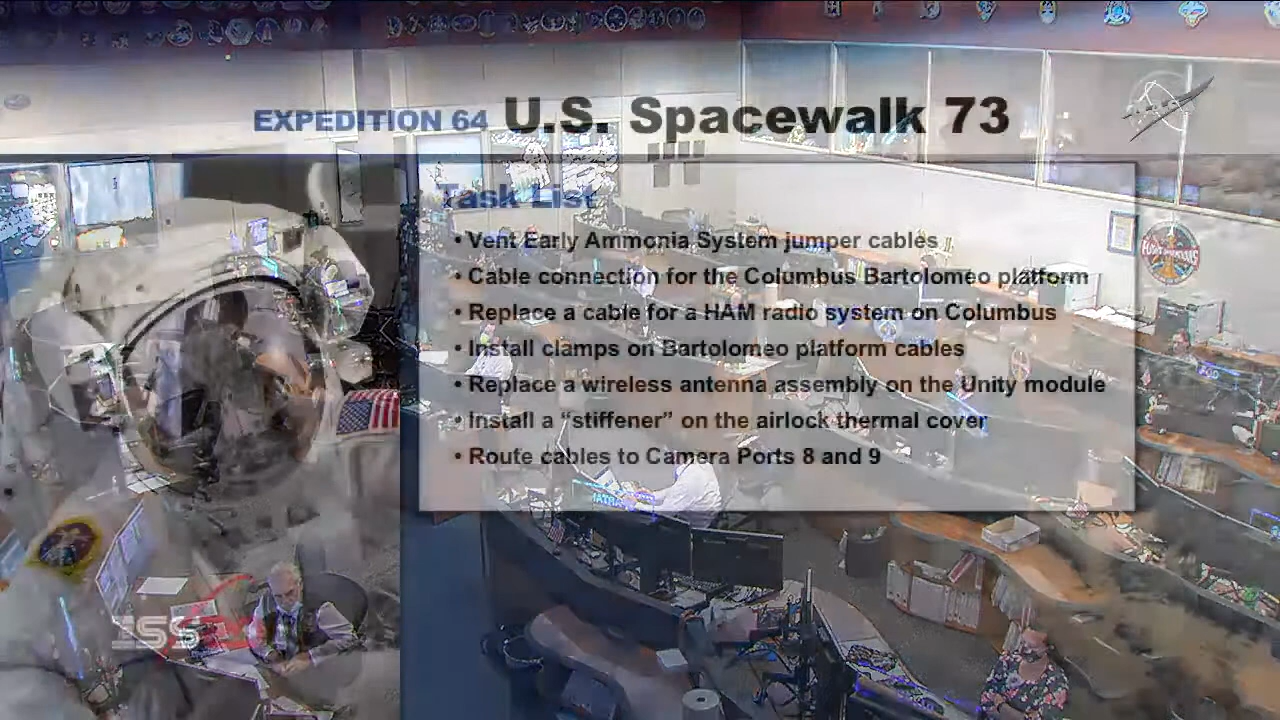 EXPEDITION 64 U.S. Spacewalk 73
Task List
• Vent Early Ammonia System jumper cables
• Cable connection for the Columbus Bartolomeo platform
• Replace a cable for a HAM radio system on Columbus
• Install clamps on Bartolomeo platform cables
• Replace a wireless antenna assembly on the Unity module
• Install a “stiffener” on the airlock thermal cover
• Route cables to Camera Ports 8 and 9
ISS